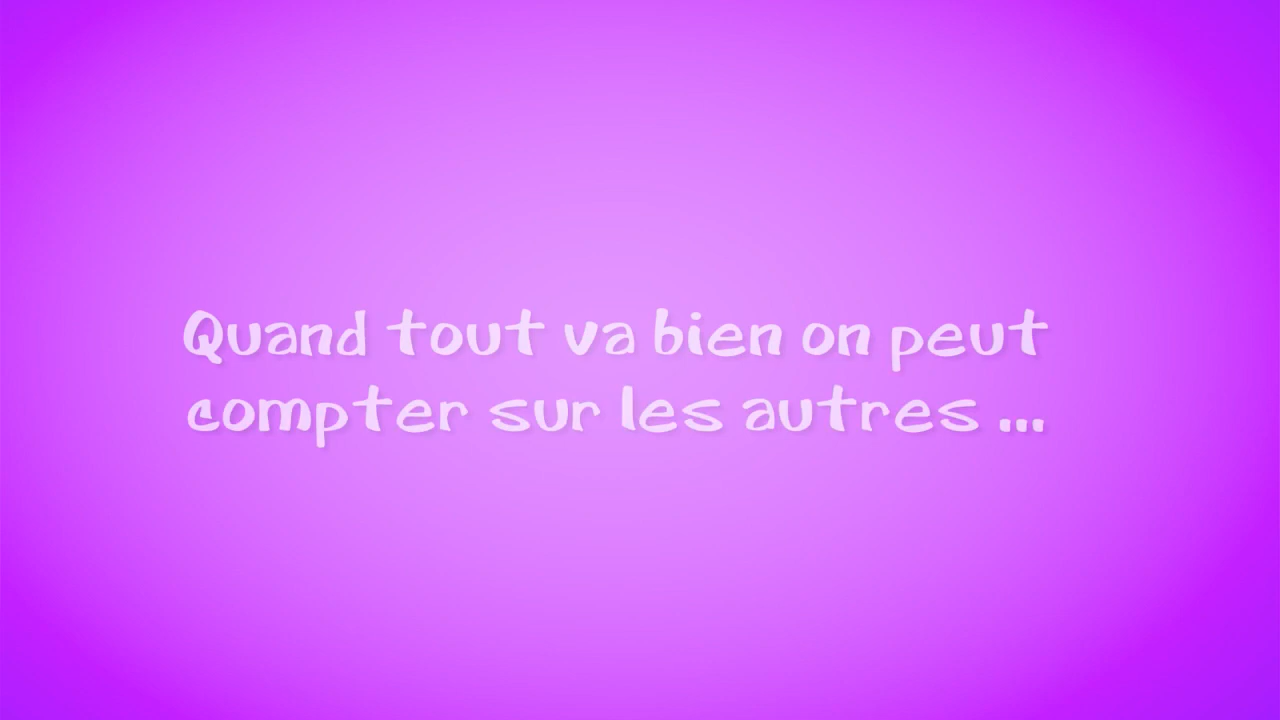 Quand tout va bien on peut
compter sur les autres ...